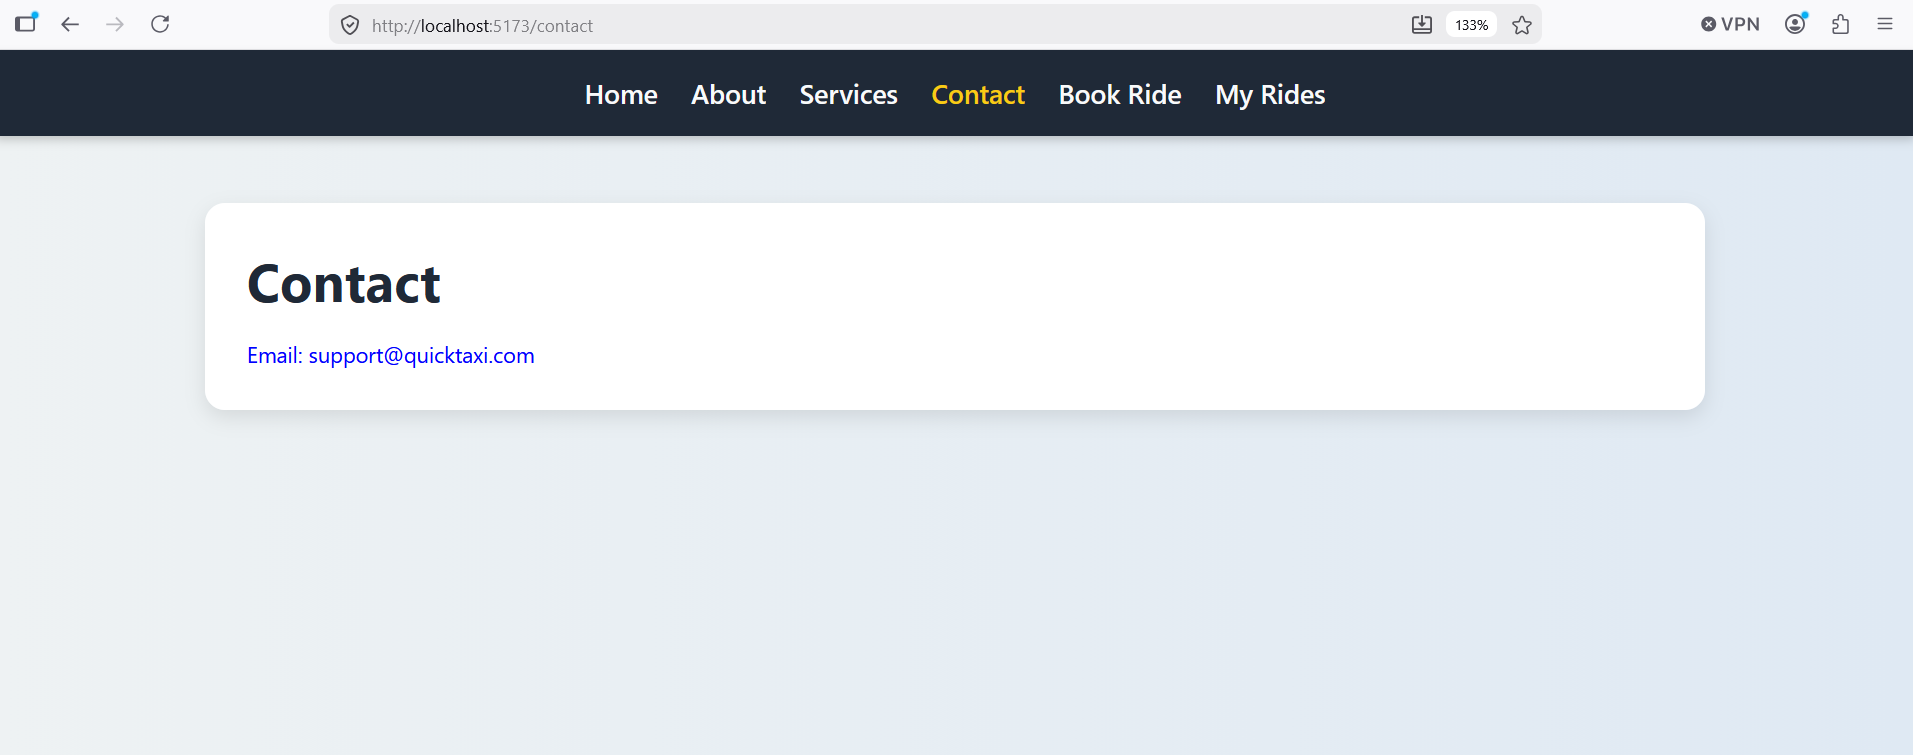 http://localhost:5173/contact
133%
VPN
Home About Services Contact Book Ride My Rides
Contact
Email: support@quicktaxi.com